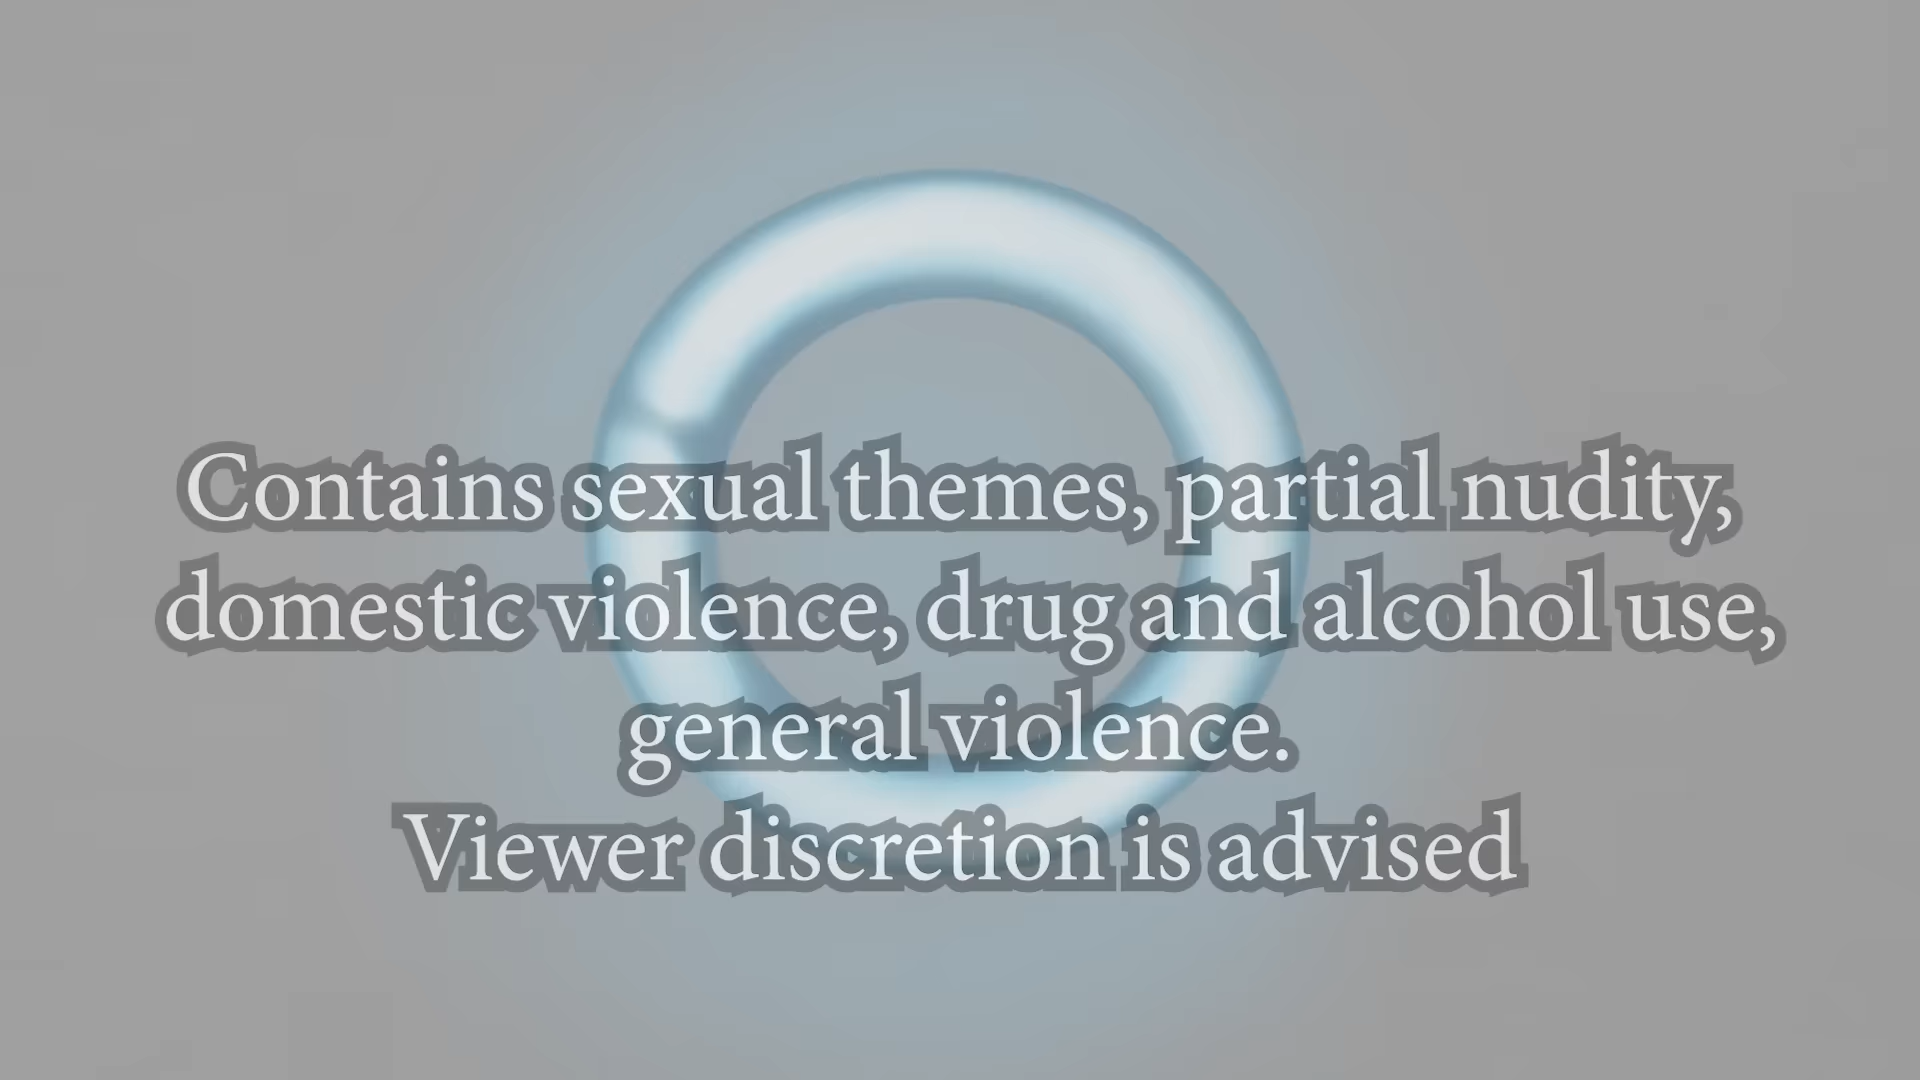 Contains sexual themes, partial nudity,
domestic violence, drug and alcohol use,
general violence.
Viewer discretion is advised